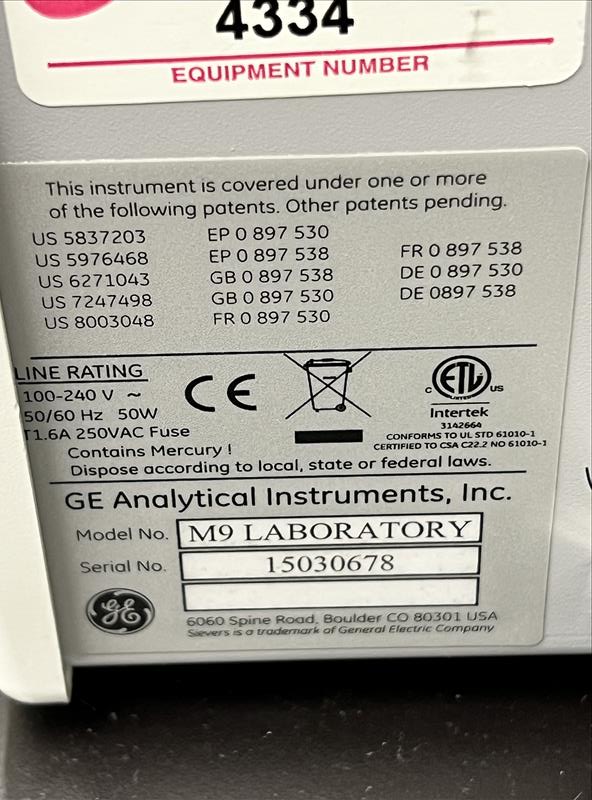 4334
EQUIPMENT NUMBER
This instrument is covered under one or more
of the following patents. Other patents pending.
US 5837203 EP 0 897 530
US 5976468 EP 0 897 538 FR 0 897 538
US 6271043 GB 0 897 538 DE 0 897 530
US 7247498 GB 0 897 530 DE 0897 538
US 8003048 FR 0 897 530
LINE RATING
100-240 V ~
50/60 Hz 50W
T1.6A 250VAC Fuse
Contains Mercury !
Dispose according to local, state or federal laws.
CE
ETL
c us
INTERTEK
Intertek
3142664
CONFORMS TO UL STD 61010-1
CERTIFIED TO CSA C22.2 NO 61010-1
GE Analytical Instruments, Inc.
Model No. M9 LABORATORY
Serial No. 15030678
GE
6060 Spine Road, Boulder CO 80301 USA
Sievers is a trademark of General Electric Company